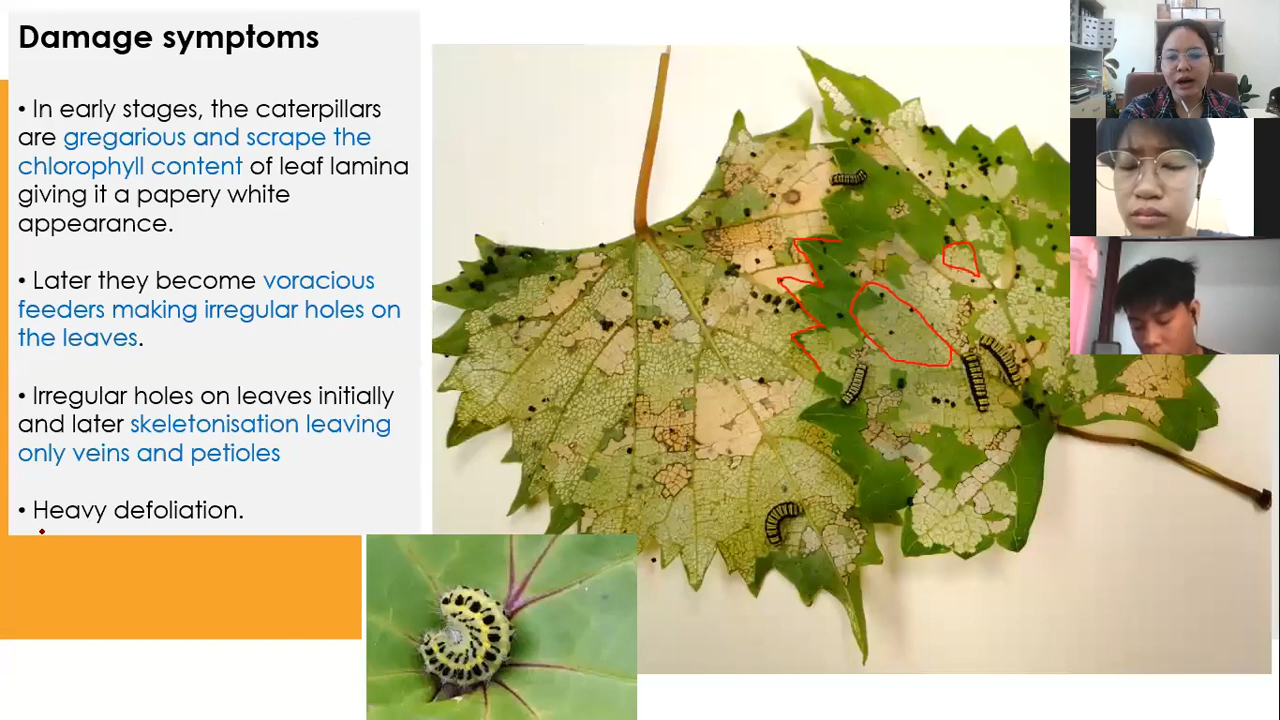 Damage symptoms
• In early stages, the caterpillars
are gregarious and scrape the
chlorophyll content of leaf lamina
giving it a papery white
appearance.
• Later they become voracious
feeders making irregular holes on
the leaves.
• Irregular holes on leaves initially
and later skeletonisation leaving
only veins and petioles
• Heavy defoliation.